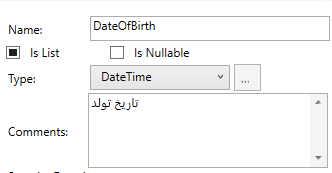 Name:
DateOfBirth
Is List
Is Nullable
Type:
DateTime
...
Comments:
تاریخ تولد